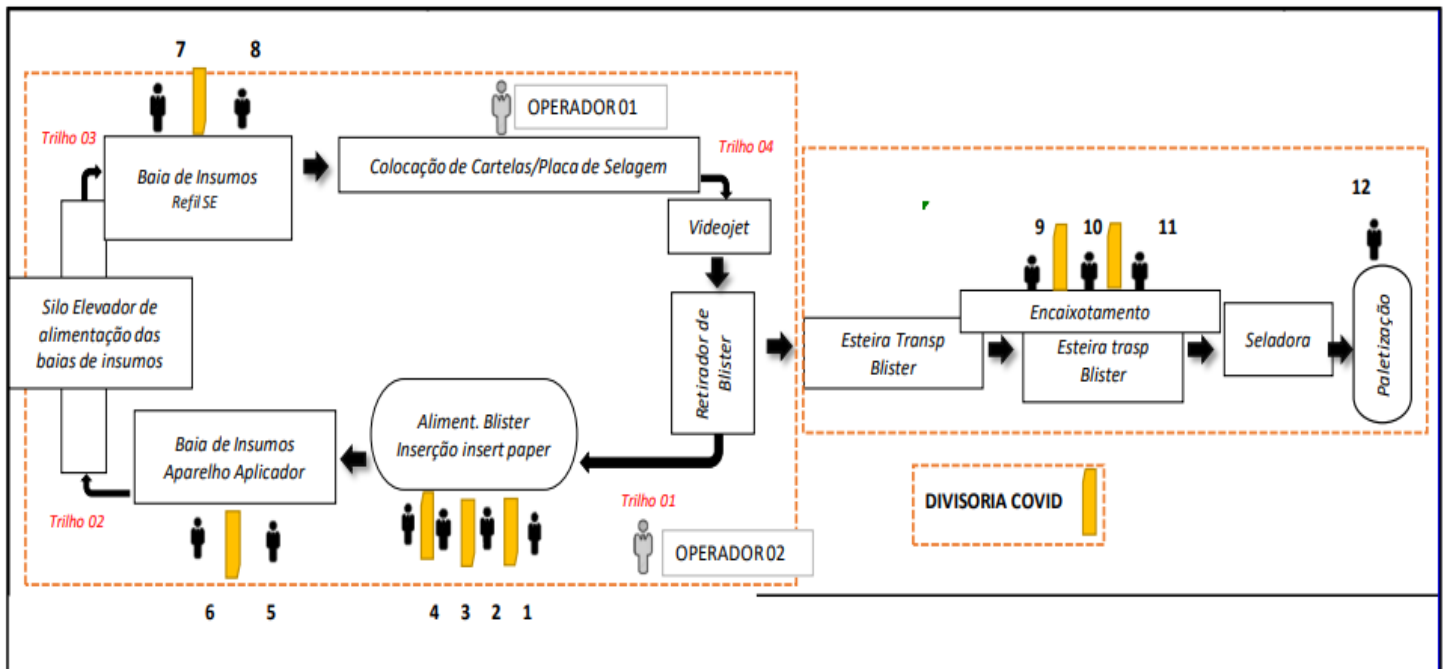 7
8
OPERADOR 01
Trilho 03
Baia de Insumos
Refil SE
Colocação de Cartelas/Placa de Selagem
Trilho 04
Videojet
Silo Elevador de
alimentação das
baias de insumos
Retirador de
Blister
Aliment. Blister
Inserção insert paper
Baia de Insumos
Aparelho Aplicador
Trilho 02
Trilho 01
OPERADOR 02
6
5
4
3
2
1
9
10
11
12
Encaixotamento
Esteira Transp
Blister
Esteira trasp
Blister
Seladora
Paletização
DIVISORIA COVID